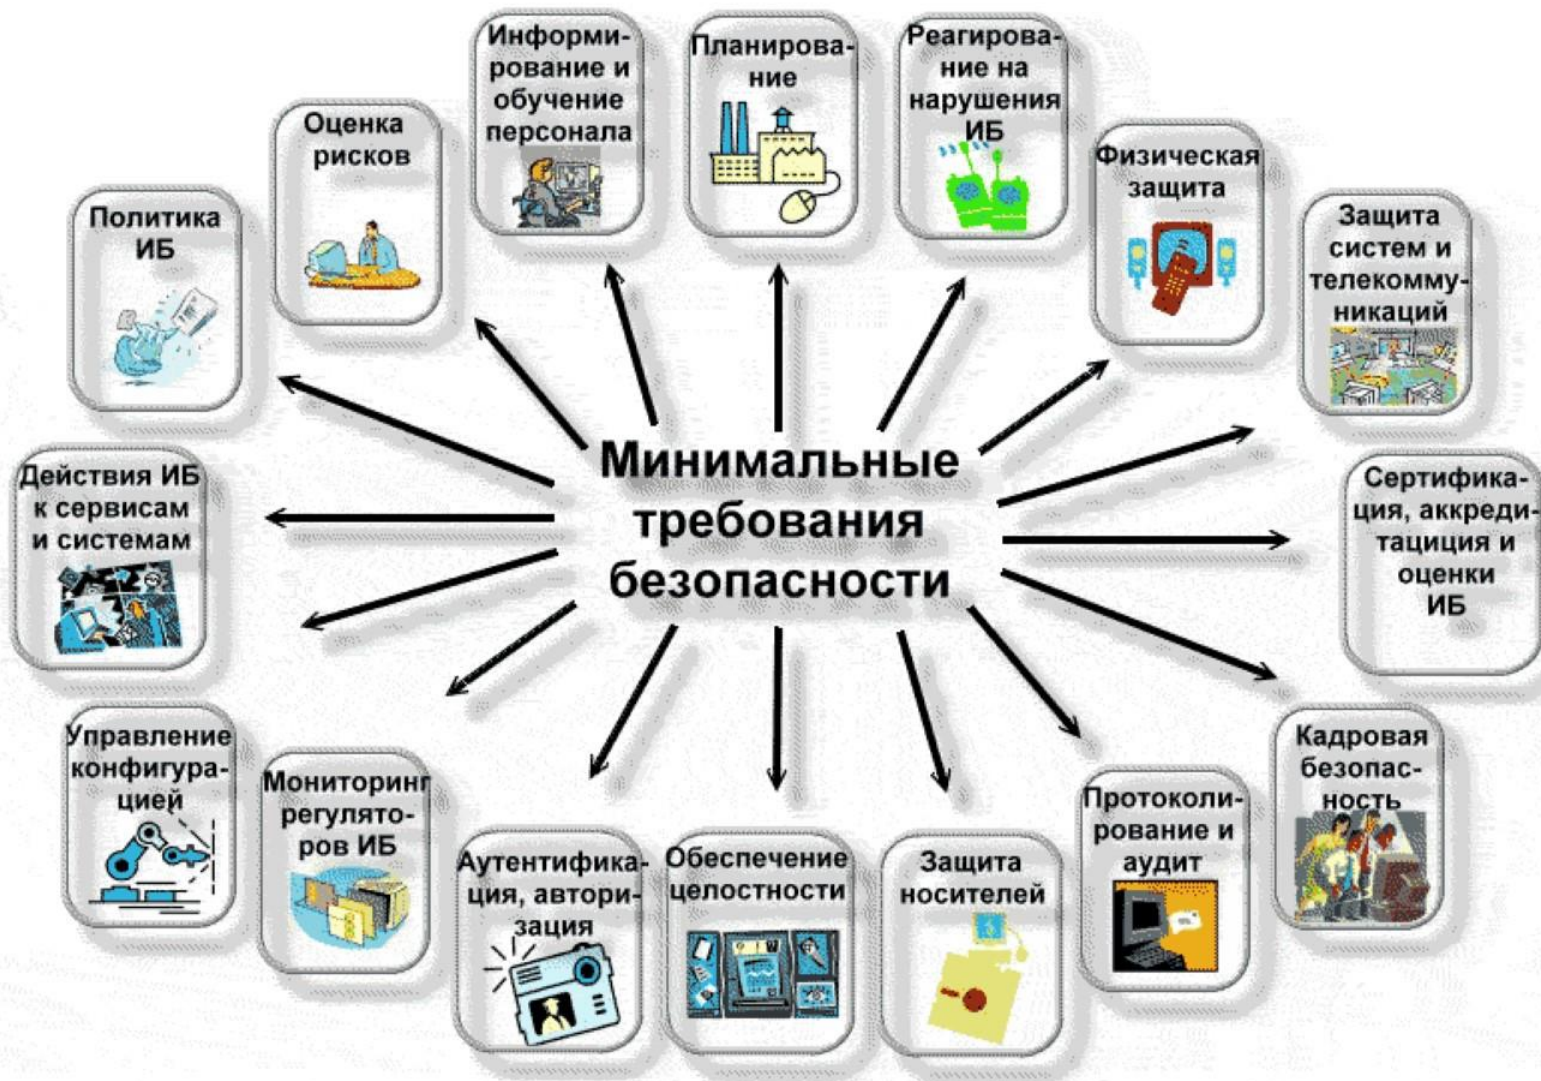 Информи-
рование и
обучение
персонала
Планирова-
ние
Реагирова-
ние на
нарушения
ИБ
Оценка
рисков
Физическая
защита
Политика
ИБ
Защита
систем и
телекомму-
никаций
Минимальные
требования
безопасности
Действия ИБ
к сервисам
и системам
Сертифика-
ция, аккреди-
тациция и
оценки
ИБ
Управление
конфигура-
цией
Мониторинг
регулято-
ров ИБ
Аутентифика-
ция, автори-
зация
Обеспечение
целостности
Защита
носителей
Протоколи-
рование и
аудит
Кадровая
безопас-
ность